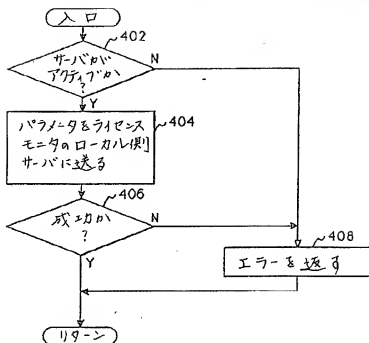 入口
402
サーバが
アクティブか
?
N
Y
パラメータをライセンス
モニタのローカル側
サーバに送る
404
406
成功か
?
N
Y
408
エラーを返す
リターン